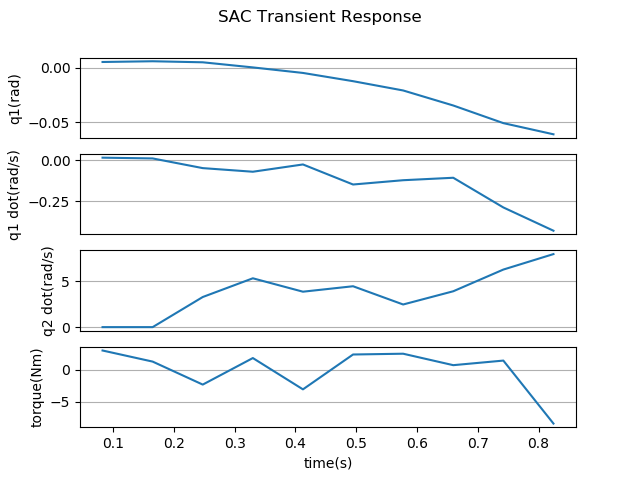 SAC Transient Response
q1(rad)
0.00
−0.05
q1 dot(rad/s)
0.00
−0.25
q2 dot(rad/s)
5
0
torque(Nm)
0
−5
0.1 0.2 0.3 0.4 0.5 0.6 0.7 0.8
time(s)